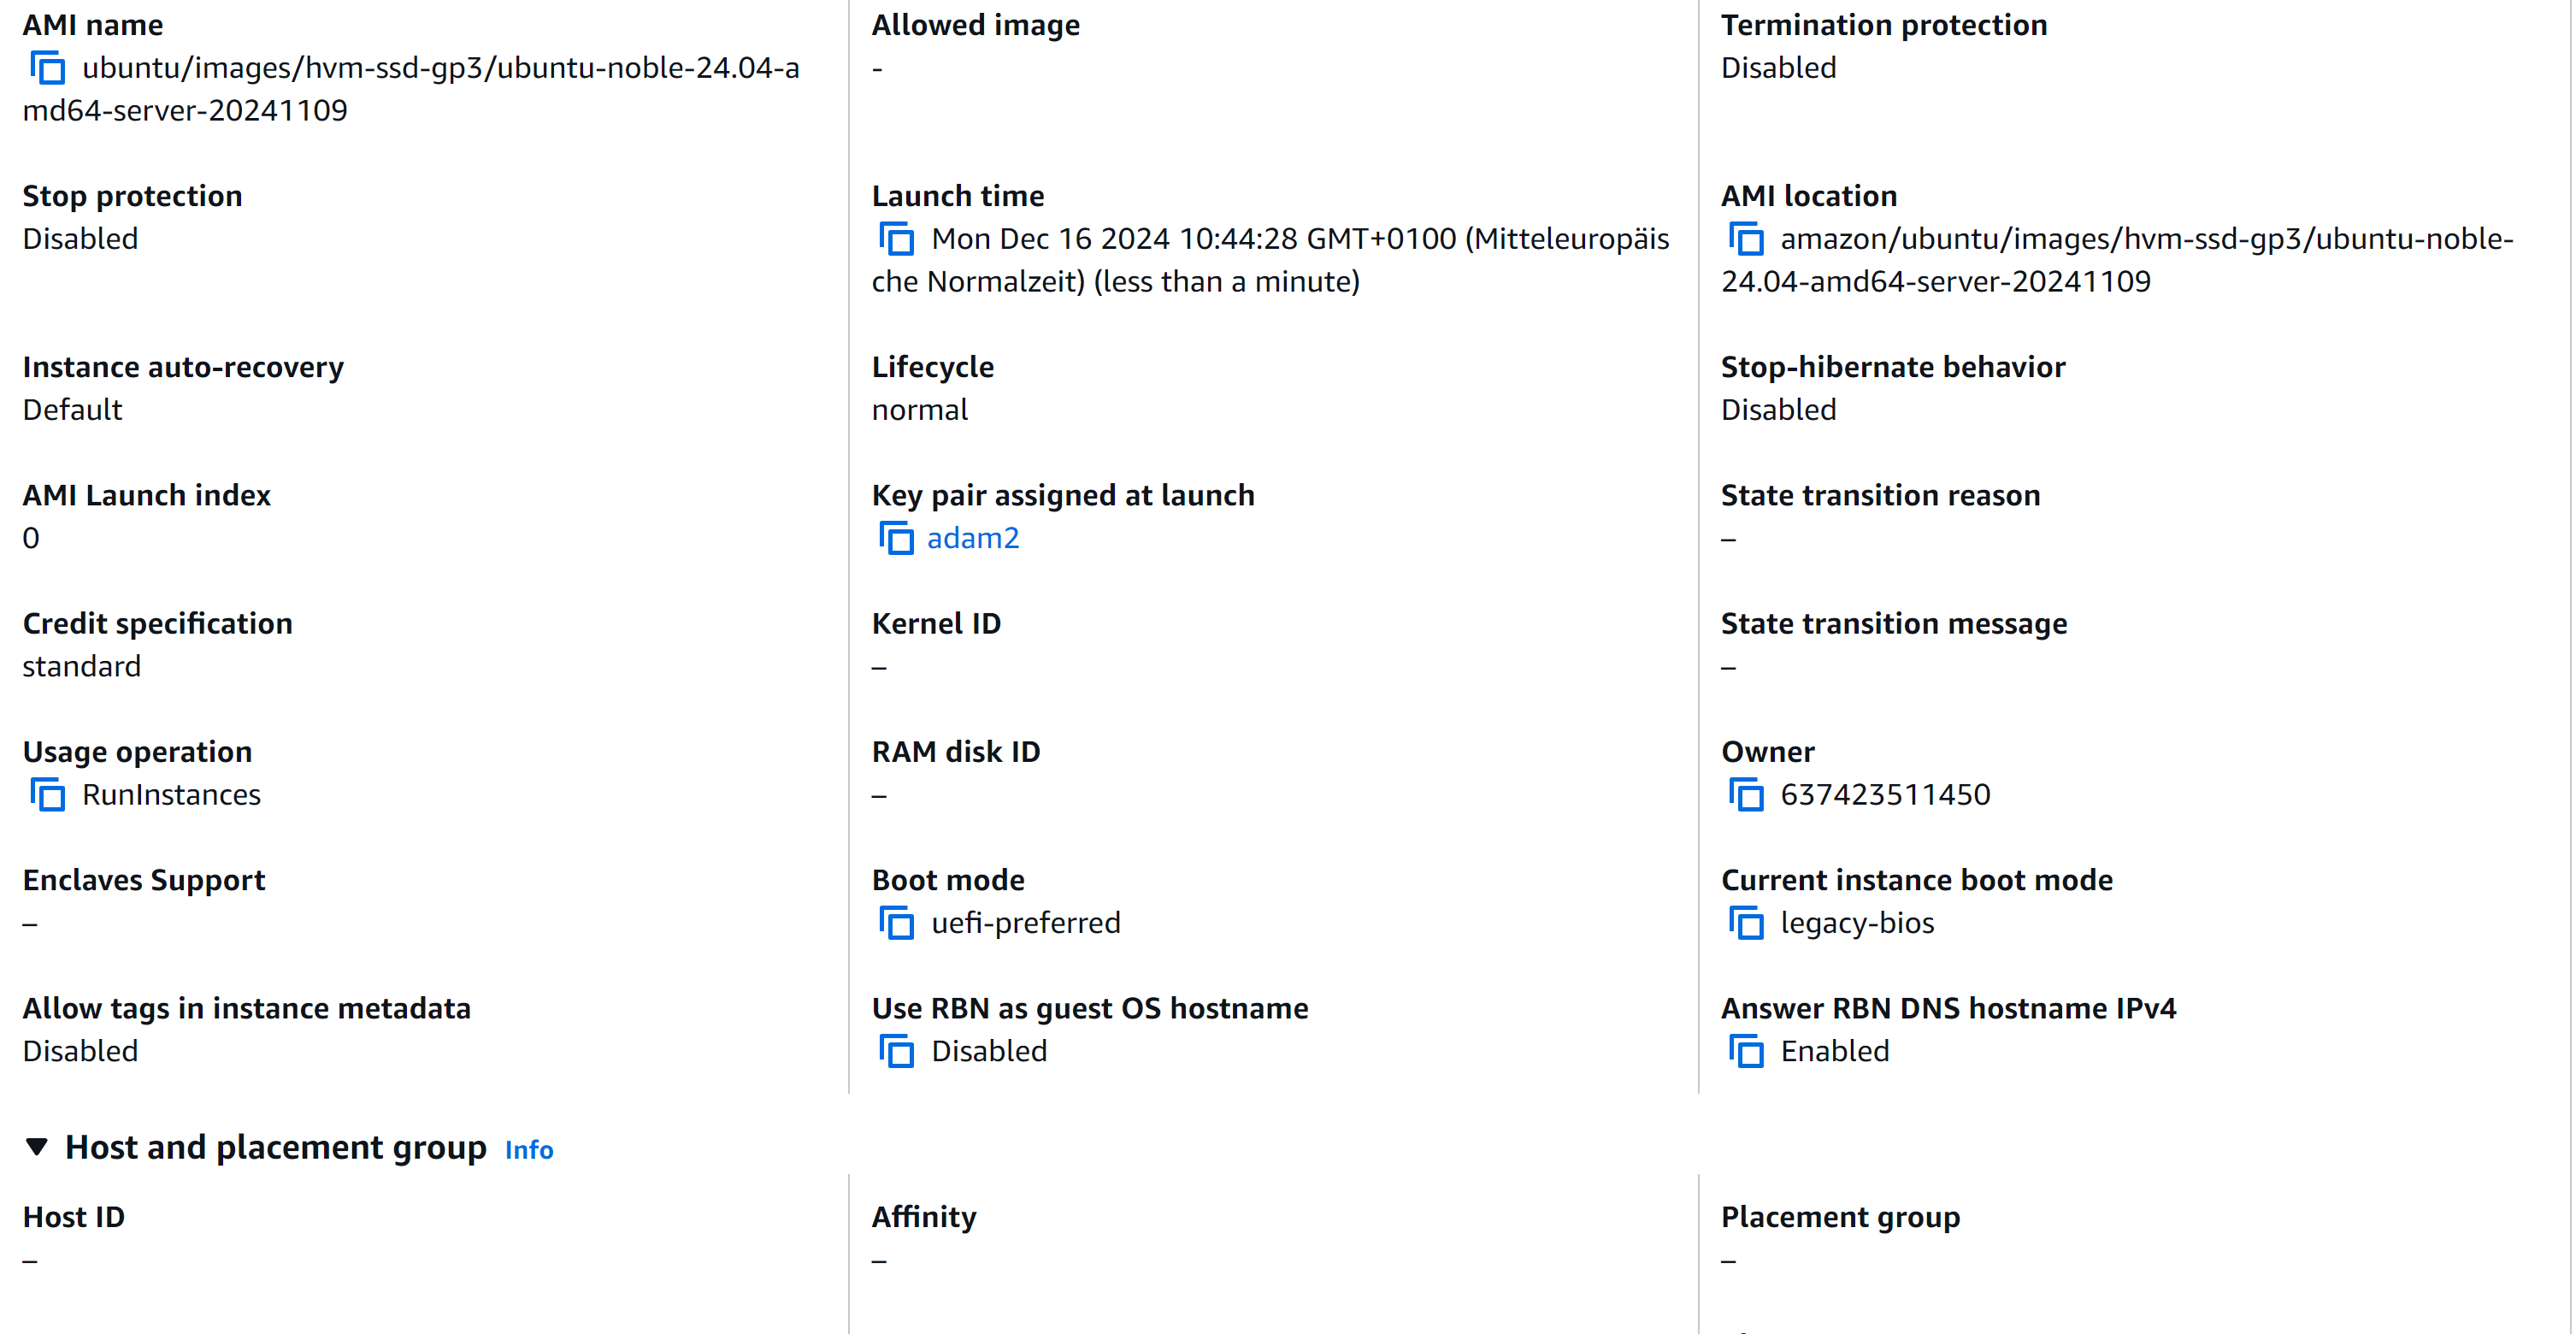 AMI name
ubuntu/images/hvm-ssd-gp3/ubuntu-noble-24.04-a
md64-server-20241109
Allowed image
-
Termination protection
Disabled
Stop protection
Disabled
Launch time
Mon Dec 16 2024 10:44:28 GMT+0100 (Mitteleuropäis
che Normalzeit) (less than a minute)
AMI location
amazon/ubuntu/images/hvm-ssd-gp3/ubuntu-noble-
24.04-amd64-server-20241109
Instance auto-recovery
Default
Lifecycle
normal
Stop-hibernate behavior
Disabled
AMI Launch index
0
Key pair assigned at launch
adam2
State transition reason
–
Credit specification
standard
Kernel ID
–
State transition message
–
Usage operation
RunInstances
RAM disk ID
–
Owner
637423511450
Enclaves Support
–
Boot mode
uefi-preferred
Current instance boot mode
legacy-bios
Allow tags in instance metadata
Disabled
Use RBN as guest OS hostname
Disabled
Answer RBN DNS hostname IPv4
Enabled
Host and placement group Info
Host ID
–
Affinity
–
Placement group
–